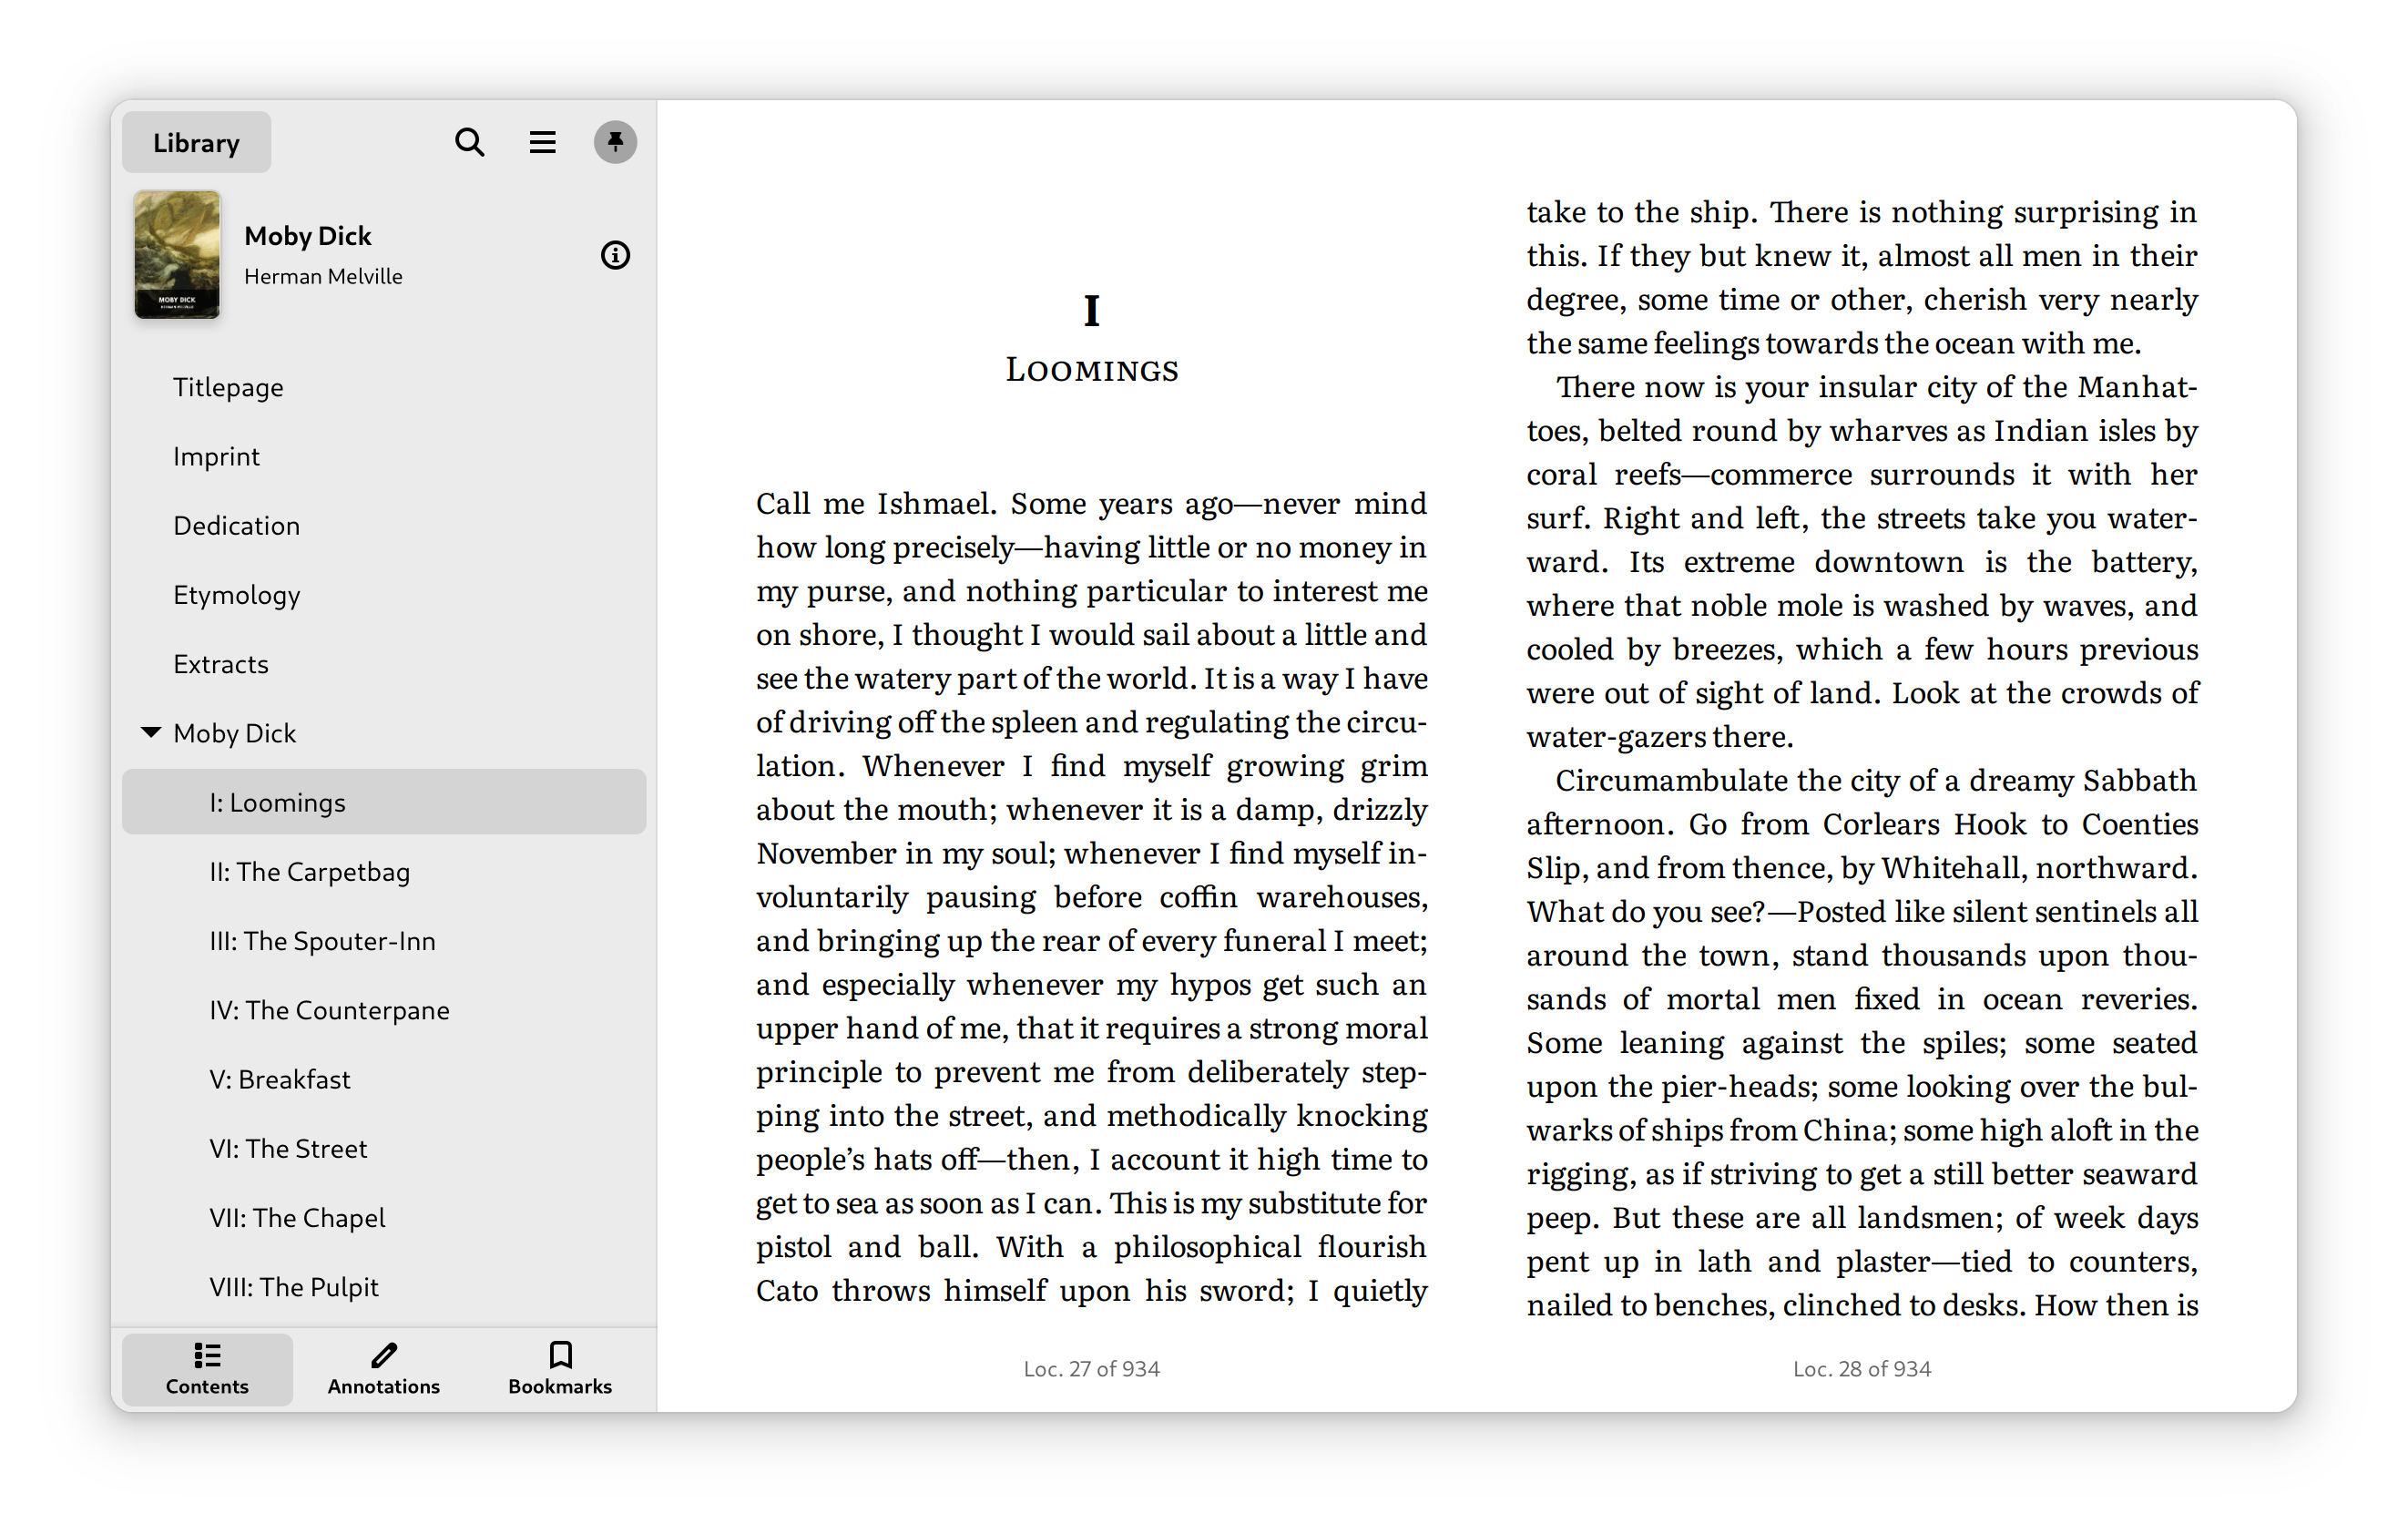 Library
MOBY DICK
HERMAN MELVILLE
Moby Dick
Herman Melville
Titlepage
Imprint
Dedication
Etymology
Extracts
Moby Dick
I: Loomings
II: The Carpetbag
III: The Spouter-Inn
IV: The Counterpane
V: Breakfast
VI: The Street
VII: The Chapel
VIII: The Pulpit
Contents
Annotations
Bookmarks
I
Loomings
Call me Ishmael. Some years ago—never mind
how long precisely—having little or no money in
my purse, and nothing particular to interest me
on shore, I thought I would sail about a little and
see the watery part of the world. It is a way I have
of driving off the spleen and regulating the circu-
lation. Whenever I find myself growing grim
about the mouth; whenever it is a damp, drizzly
November in my soul; whenever I find myself in-
voluntarily pausing before coffin warehouses,
and bringing up the rear of every funeral I meet;
and especially whenever my hypos get such an
upper hand of me, that it requires a strong moral
principle to prevent me from deliberately step-
ping into the street, and methodically knocking
people’s hats off—then, I account it high time to
get to sea as soon as I can. This is my substitute for
pistol and ball. With a philosophical flourish
Cato throws himself upon his sword; I quietly
Loc. 27 of 934
take to the ship. There is nothing surprising in
this. If they but knew it, almost all men in their
degree, some time or other, cherish very nearly
the same feelings towards the ocean with me.
There now is your insular city of the Manhat-
toes, belted round by wharves as Indian isles by
coral reefs—commerce surrounds it with her
surf. Right and left, the streets take you water-
ward. Its extreme downtown is the battery,
where that noble mole is washed by waves, and
cooled by breezes, which a few hours previous
were out of sight of land. Look at the crowds of
water-gazers there.
Circumambulate the city of a dreamy Sabbath
afternoon. Go from Corlears Hook to Coenties
Slip, and from thence, by Whitehall, northward.
What do you see?—Posted like silent sentinels all
around the town, stand thousands upon thou-
sands of mortal men fixed in ocean reveries.
Some leaning against the spiles; some seated
upon the pier-heads; some looking over the bul-
warks of ships from China; some high aloft in the
rigging, as if striving to get a still better seaward
peep. But these are all landsmen; of week days
pent up in lath and plaster—tied to counters,
nailed to benches, clinched to desks. How then is
Loc. 28 of 934